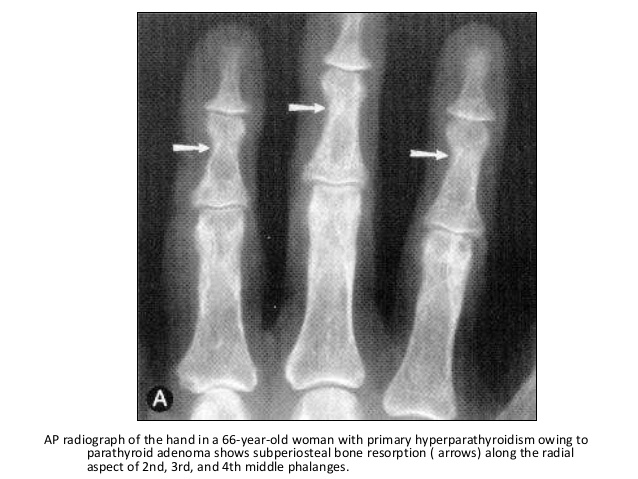 A
AP radiograph of the hand in a 66-year-old woman with primary hyperparathyroidism owing to
parathyroid adenoma shows subperiosteal bone resorption ( arrows) along the radial
aspect of 2nd, 3rd, and 4th middle phalanges.